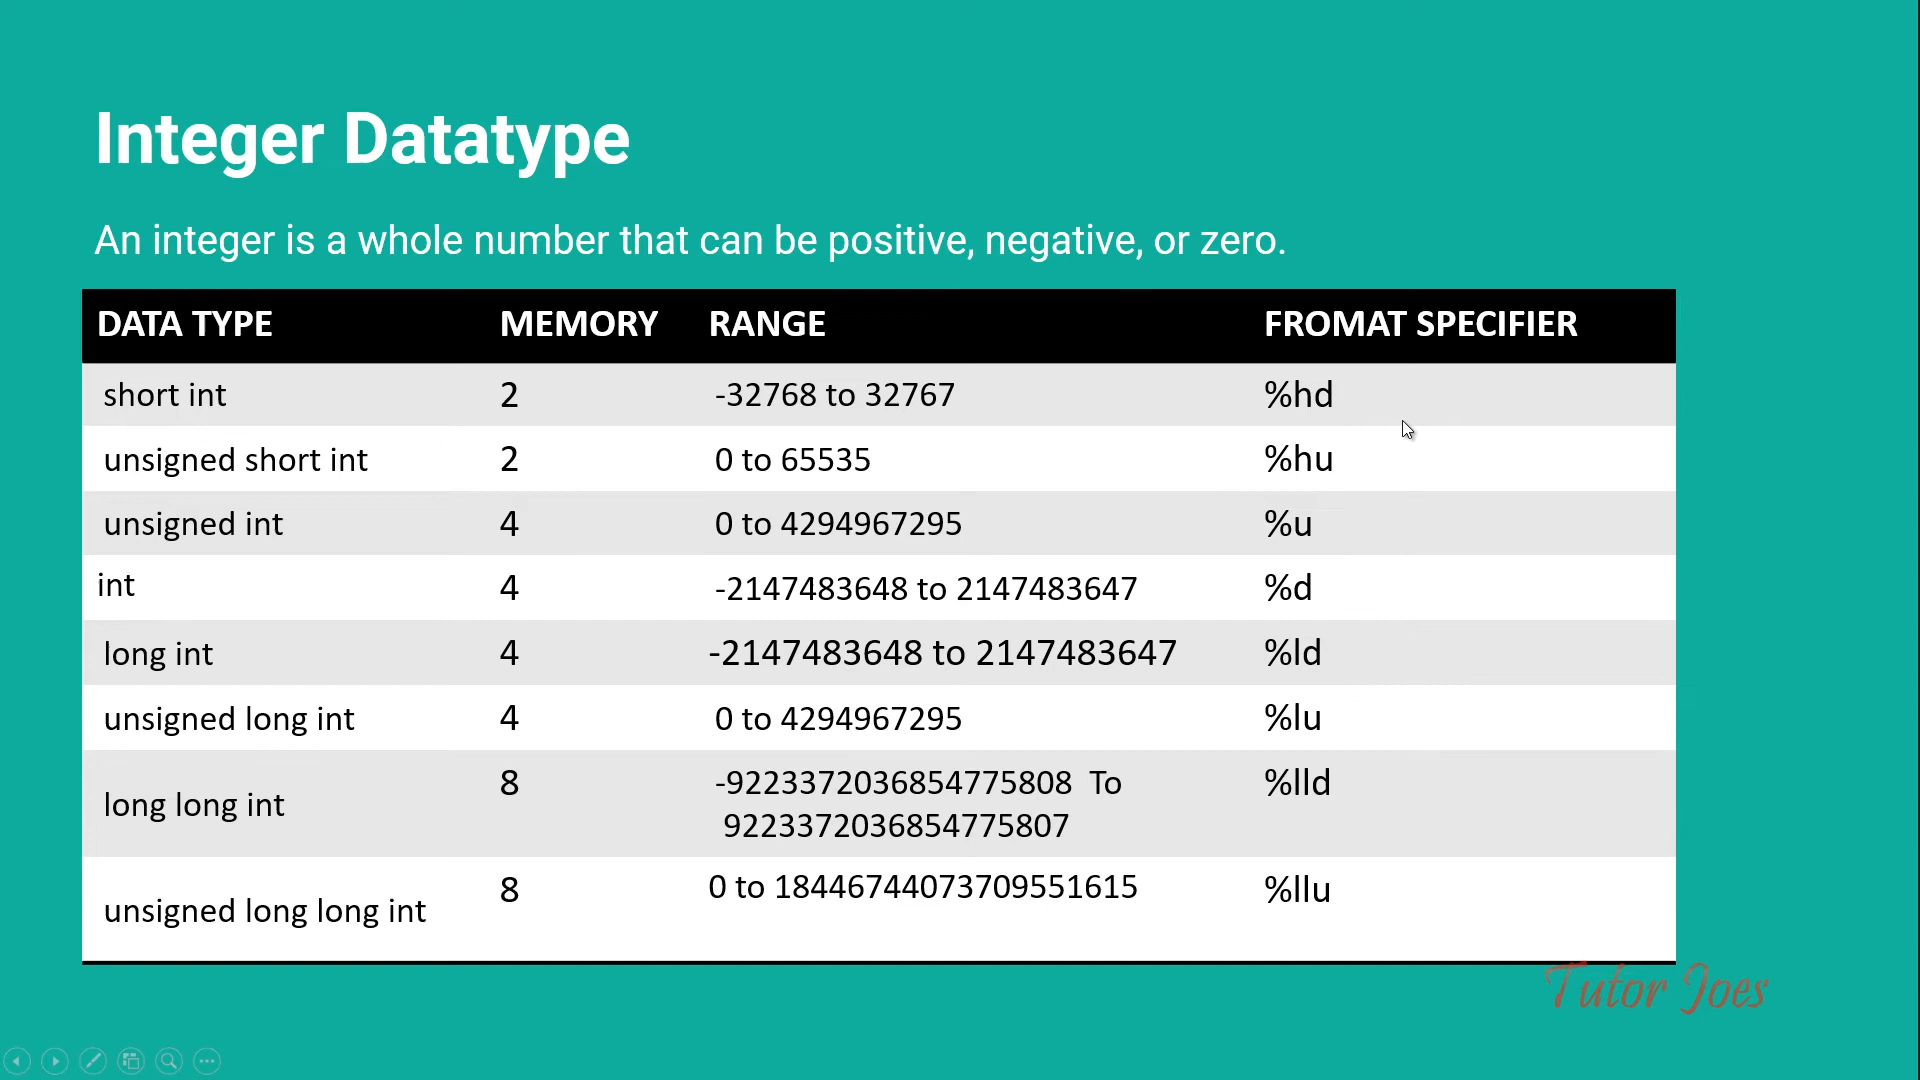 Integer Datatype
An integer is a whole number that can be positive, negative, or zero.
DATA TYPE MEMORY RANGE FROMAT SPECIFIER
short int 2 -32768 to 32767 %hd
unsigned short int 2 0 to 65535 %hu
unsigned int 4 0 to 4294967295 %u
int 4 -2147483648 to 2147483647 %d
long int 4 -2147483648 to 2147483647 %ld
unsigned long int 4 0 to 4294967295 %lu
long long int 8 -9223372036854775808 To %lld
9223372036854775807
unsigned long long int 8 0 to 18446744073709551615 %llu
Tutor Joes